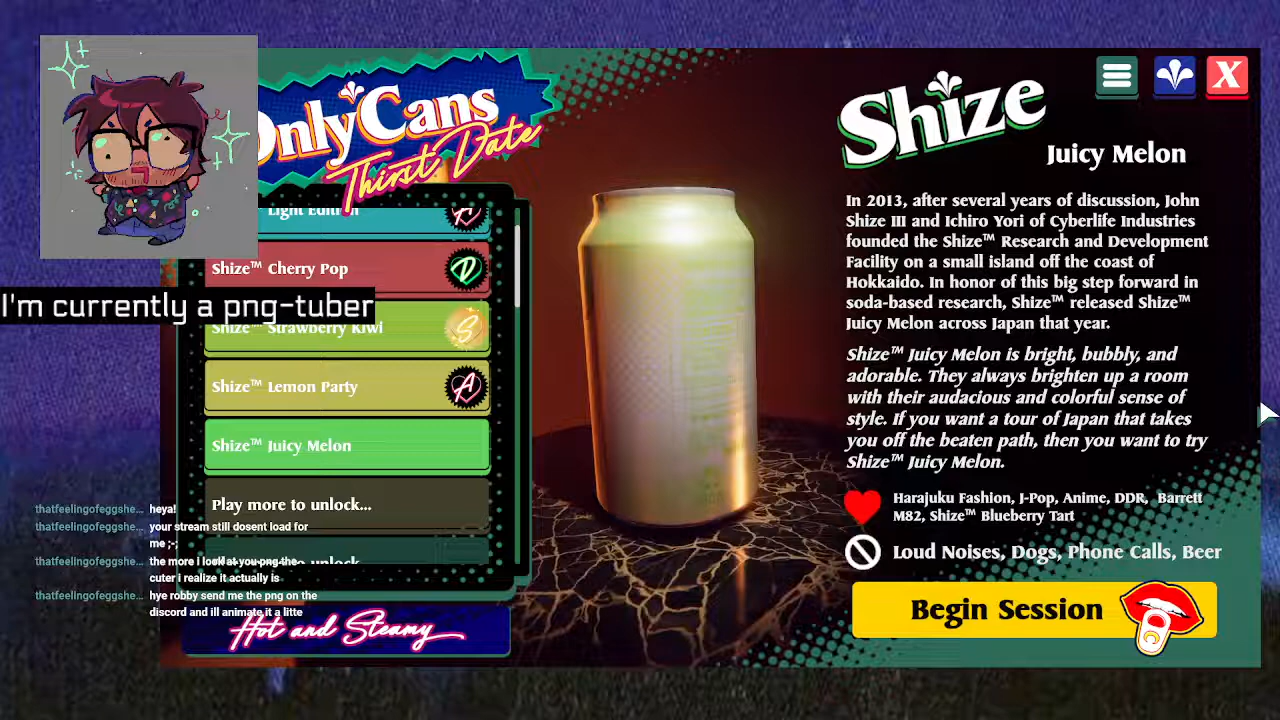 OnlyCans
Thirst Date
Shize™ Light Edition
Shize™ Cherry Pop
D
I'm currently a png-tuber
Shize™ Strawberry Kiwi
S
Shize™ Lemon Party
A
Shize™ Juicy Melon
Play more to unlock...
unlock
thatfeelingofeggshe... heya!
thatfeelingofeggshe... your stream still dosent load for
me ;-;
thatfeelingofeggshe... the more i look at you png the
cuter i realize it actually is
thatfeelingofeggshe... hye robby send me the png on the
discord and ill animate it a litte
Hot and Steamy
X
Shize
Juicy Melon
In 2013, after several years of discussion, John
Shize III and Ichiro Yori of Cyberlife Industries
founded the Shize™ Research and Development
Facility on a small island off the coast of
Hokkaido. In honor of this big step forward in
soda-based research, Shize™ released Shize™
Juicy Melon across Japan that year.
Shize™ Juicy Melon is bright, bubbly, and
adorable. They always brighten up a room
with their audacious and colorful sense of
style. If you want a tour of Japan that takes
you off the beaten path, then you want to try
Shize™ Juicy Melon.
Harajuku Fashion, J-Pop, Anime, DDR, Barrett
M82, Shize™ Blueberry Tart
Loud Noises, Dogs, Phone Calls, Beer
Begin Session